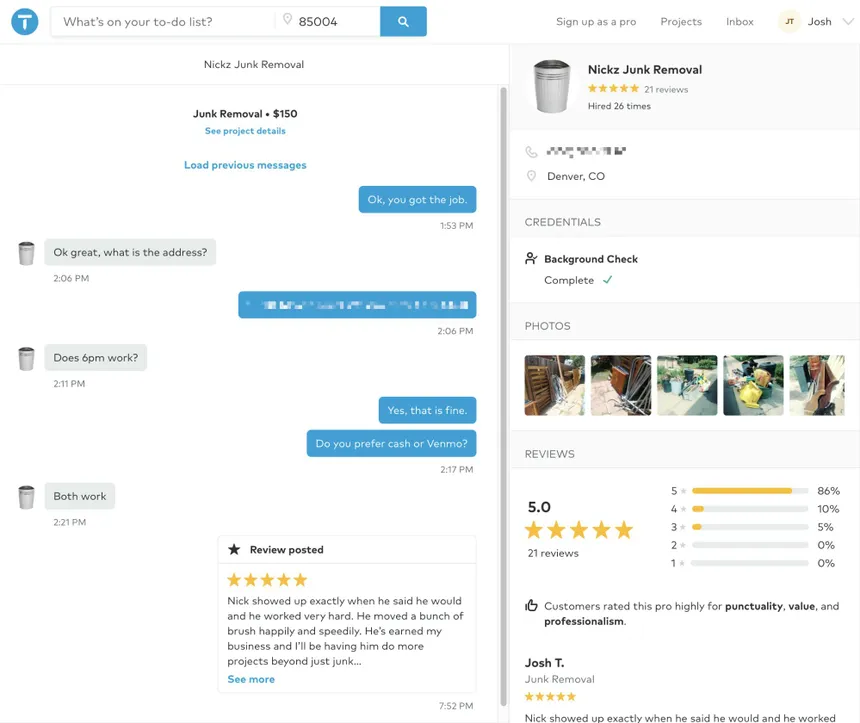 What's on your to-do list?
85004
Sign up as a pro
Projects
Inbox
JT
Josh
Nickz Junk Removal
Junk Removal • $150
See project details
Load previous messages
Ok, you got the job.
1:53 PM
Ok great, what is the address?
2:06 PM
2:06 PM
Does 6pm work?
2:11 PM
Yes, that is fine.
Do you prefer cash or Venmo?
2:17 PM
Both work
2:21 PM
Review posted
Nick showed up exactly when he said he would
and he worked very hard. He moved a bunch of
brush happily and speedily. He's earned my
business and I'll be having him do more
projects beyond just junk...
See more
7:52 PM
Nickz Junk Removal
21 reviews
Hired 26 times
Denver, CO
CREDENTIALS
Background Check
Complete
PHOTOS
REVIEWS
5.0
21 reviews
5 86%
4 10%
3 5%
2 0%
1 0%
Customers rated this pro highly for punctuality, value, and
professionalism.
Josh T.
Junk Removal
Nick showed up exactly when he said he would and he worked